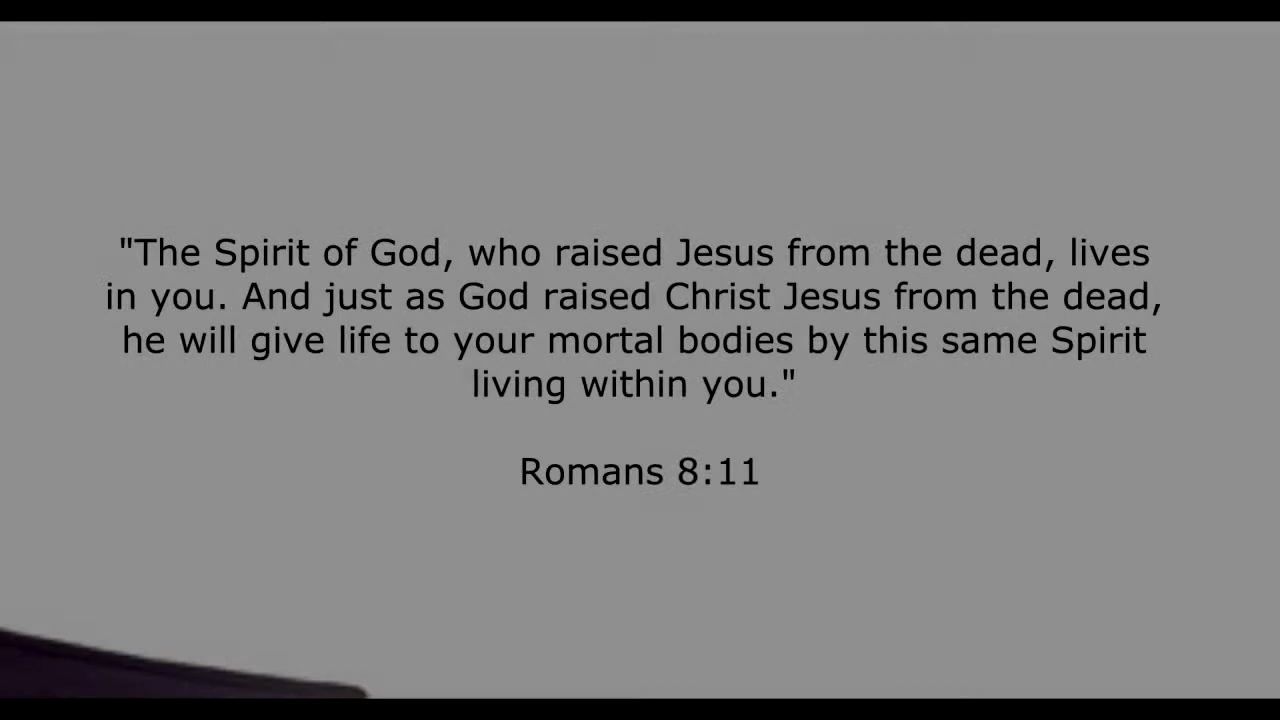 "The Spirit of God, who raised Jesus from the dead, lives
in you. And just as God raised Christ Jesus from the dead,
he will give life to your mortal bodies by this same Spirit
living within you."
Romans 8:11